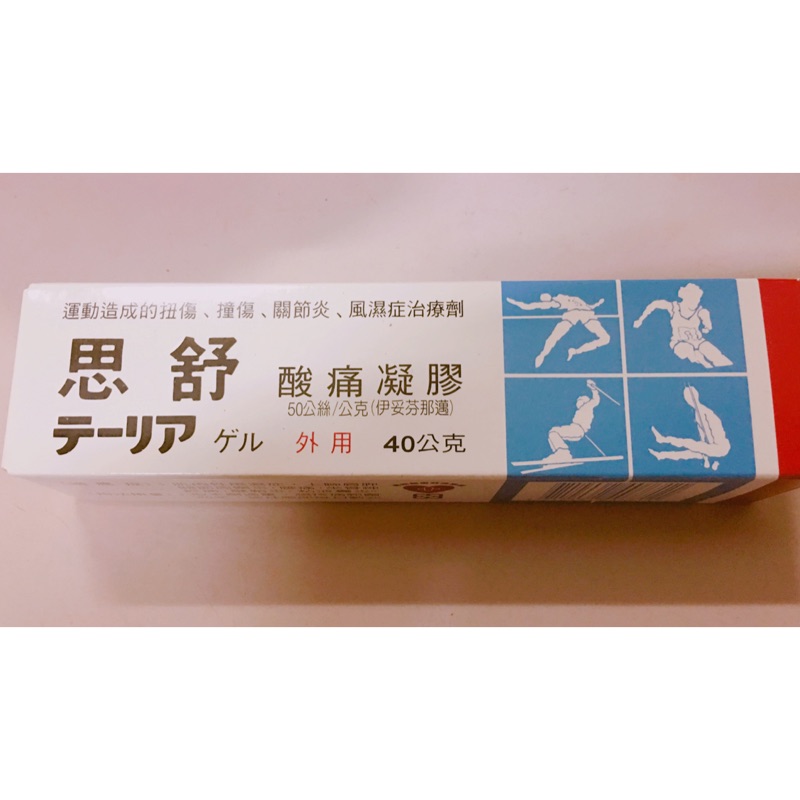 運動造成的扭傷、撞傷、關節炎、風濕症治療劑
思舒 酸痛凝膠
50公絲/公克(伊妥芬那邁)
テーリア ゲル 外用 40公克